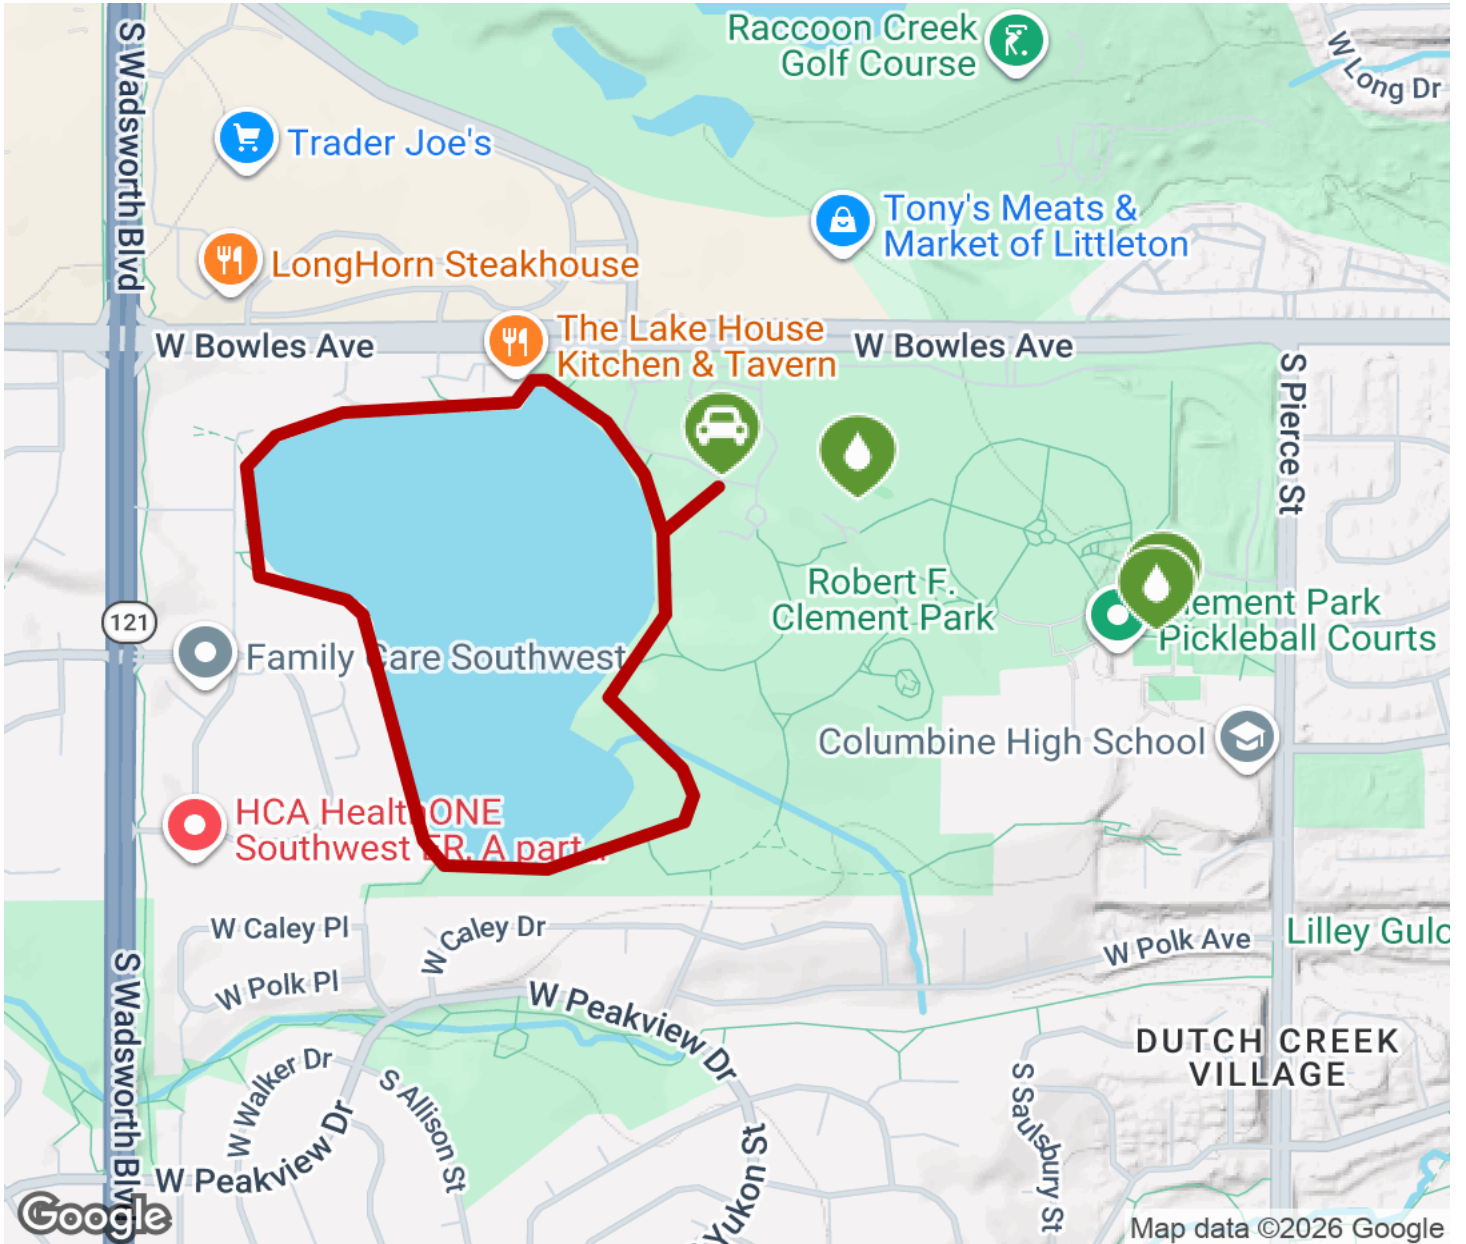 Raccoon Creek
Golf Course
W Long Dr
S Wadsworth Blvd
Trader Joe's
Tony's Meats &
Market of Littleton
LongHorn Steakhouse
The Lake House
Kitchen & Tavern
W Bowles Ave
W Bowles Ave
S Pierce St
Robert F.
Clement Park
lement Park
Pickleball Courts
121
Family Care Southwest
Columbine High School
HCA HealthONE
Southwest ER, A part...
W Caley Pl
W Caley Dr
W Polk Ave
Lilley Gulc
W Polk Pl
W Peakview Dr
S Wadsworth Blvd
DUTCH CREEK
VILLAGE
W Walker Dr
S Allison St
S Saulsbury St
W Peakview Dr
Yukon St
Google
Map data ©2026 Google